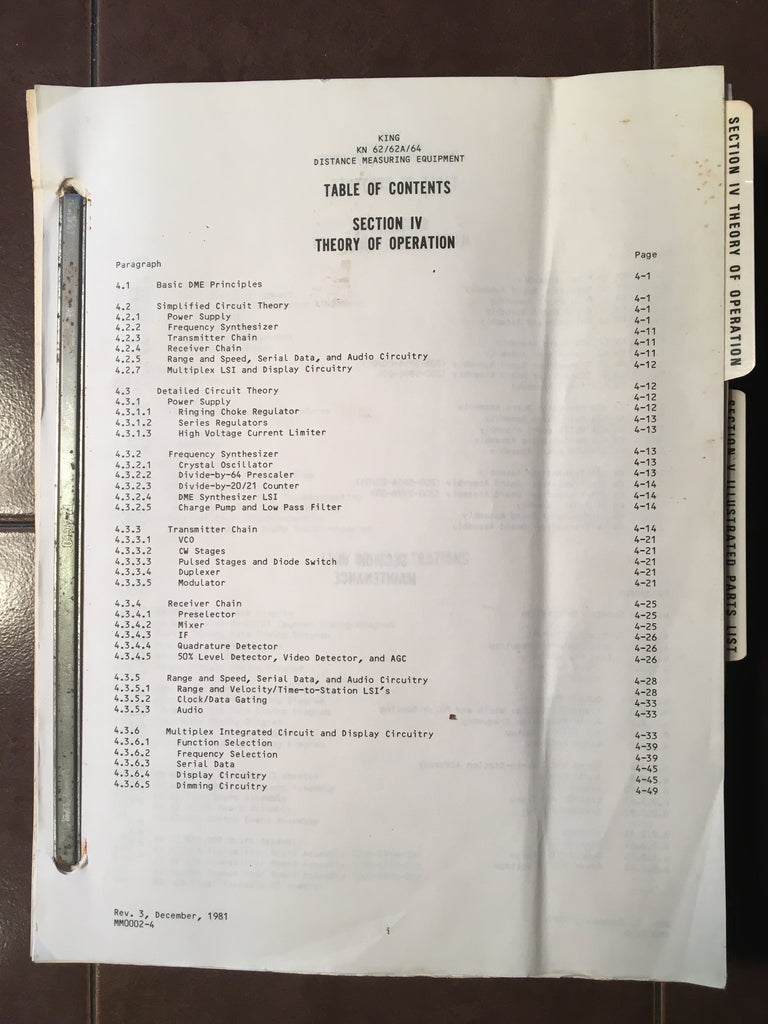 KING
KN 62/62A/64
DISTANCE MEASURING EQUIPMENT
TABLE OF CONTENTS
SECTION IV
THEORY OF OPERATION
Paragraph Page
4.1 Basic DME Principles 4-1
4.2 Simplified Circuit Theory 4-1
4.2.1 Power Supply 4-1
4.2.2 Frequency Synthesizer 4-1
4.2.3 Transmitter Chain 4-11
4.2.4 Receiver Chain 4-11
4.2.5 Range and Speed, Serial Data, and Audio Circuitry 4-11
4.2.7 Multiplex LSI and Display Circuitry 4-12
4.3 Detailed Circuit Theory 4-12
4.3.1 Power Supply 4-12
4.3.1.1 Ringing Choke Regulator 4-12
4.3.1.2 Series Regulators 4-13
4.3.1.3 High Voltage Current Limiter 4-13
4.3.2 Frequency Synthesizer 4-13
4.3.2.1 Crystal Oscillator 4-13
4.3.2.2 Divide-by-64 Prescaler 4-13
4.3.2.3 Divide-by-20/21 Counter 4-14
4.3.2.4 DME Synthesizer LSI 4-14
4.3.2.5 Charge Pump and Low Pass Filter 4-14
4.3.3 Transmitter Chain 4-14
4.3.3.1 VCO 4-21
4.3.3.2 CW Stages 4-21
4.3.3.3 Pulsed Stages and Diode Switch 4-21
4.3.3.4 Duplexer 4-21
4.3.3.5 Modulator 4-21
4.3.4 Receiver Chain 4-25
4.3.4.1 Preselector 4-25
4.3.4.2 Mixer 4-25
4.3.4.3 IF 4-26
4.3.4.4 Quadrature Detector 4-26
4.3.4.5 50% Level Detector, Video Detector, and AGC 4-26
4.3.5 Range and Speed, Serial Data, and Audio Circuitry 4-28
4.3.5.1 Range and Velocity/Time-to-Station LSI's 4-28
4.3.5.2 Clock/Data Gating 4-33
4.3.5.3 Audio 4-33
4.3.6 Multiplex Integrated Circuit and Display Circuitry 4-33
4.3.6.1 Function Selection 4-39
4.3.6.2 Frequency Selection 4-39
4.3.6.3 Serial Data 4-45
4.3.6.4 Display Circuitry 4-45
4.3.6.5 Dimming Circuitry 4-49
Rev. 3, December, 1981
MM0002-4
i
SECTION IV THEORY OF OPERATION
SECTION V ILLUSTRATED PARTS LIST